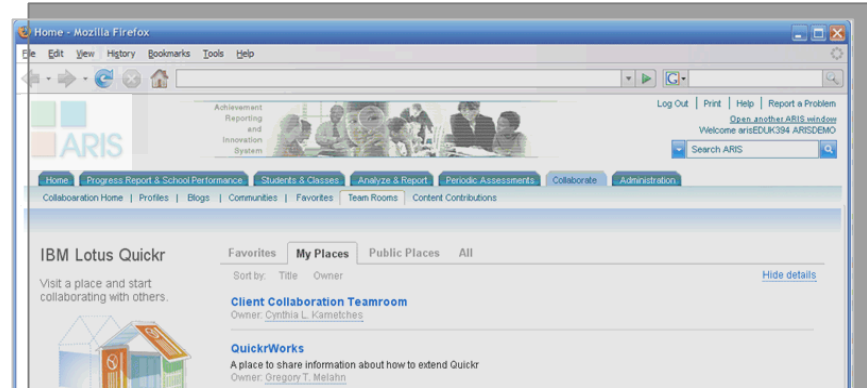 Home - Mozilla Firefox
File Edit View History Bookmarks Tools Help
G
Achievement
Reporting
and
Innovation
System
Log Out | Print | Help | Report a Problem
Open another ARIS window
Welcome arisEDUK394 ARISDEMO
ARIS
Search ARIS
Home Progress Report & School Performance Students & Classes Analyze & Report Periodic Assessments Collaborate Administration
Collaboaration Home | Profiles | Blogs | Communities | Favorites Team Rooms Content Contributions
IBM Lotus Quickr
Visit a place and start
collaborating with others.
Favorites My Places Public Places All
Sort by: Title Owner
Hide details
Client Collaboration Teamroom
Owner: Cynthia L. Kametches
QuickrWorks
A place to share information about how to extend Quickr
Owner: Gregory T. Melahn